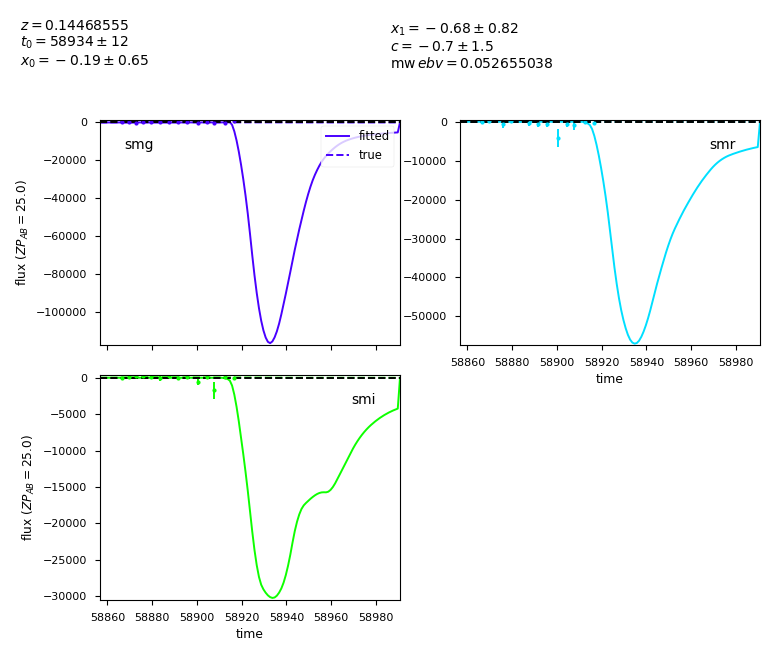 z = 0.14468555
t₀ = 58934 ± 12
x₀ = −0.19 ± 0.65
x₁ = −0.68 ± 0.82
c = −0.7 ± 1.5
mw ebv = 0.052655038
smg
fitted
true
0
−20000
−40000
−60000
−80000
−100000
flux (ZP_AB = 25.0)
smr
0
−10000
−20000
−30000
−40000
−50000
58860 58880 58900 58920 58940 58960 58980
time
smi
0
−5000
−10000
−15000
−20000
−25000
−30000
flux (ZP_AB = 25.0)
58860 58880 58900 58920 58940 58960 58980
time